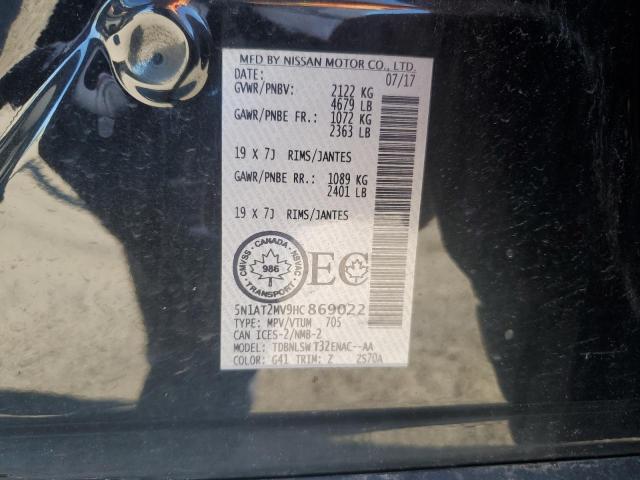 MFD BY NISSAN MOTOR CO., LTD.
DATE: 07/17
GVWR/PNBV: 2122 KG
4679 LB
GAWR/PNBE FR.: 1072 KG
2363 LB
19 X 7J RIMS/JANTES
GAWR/PNBE RR.: 1089 KG
2401 LB
19 X 7J RIMS/JANTES
CMVSS - CANADA - NSVAC
986
TRANSPORT
EC
5N1AT2MV9HC869022
TYPE: MPV/VTUM 705
CAN ICES-2/NMB-2
MODEL: TDBNLSW T32ENAC--AA
COLOR: G41 TRIM: Z 2S70A